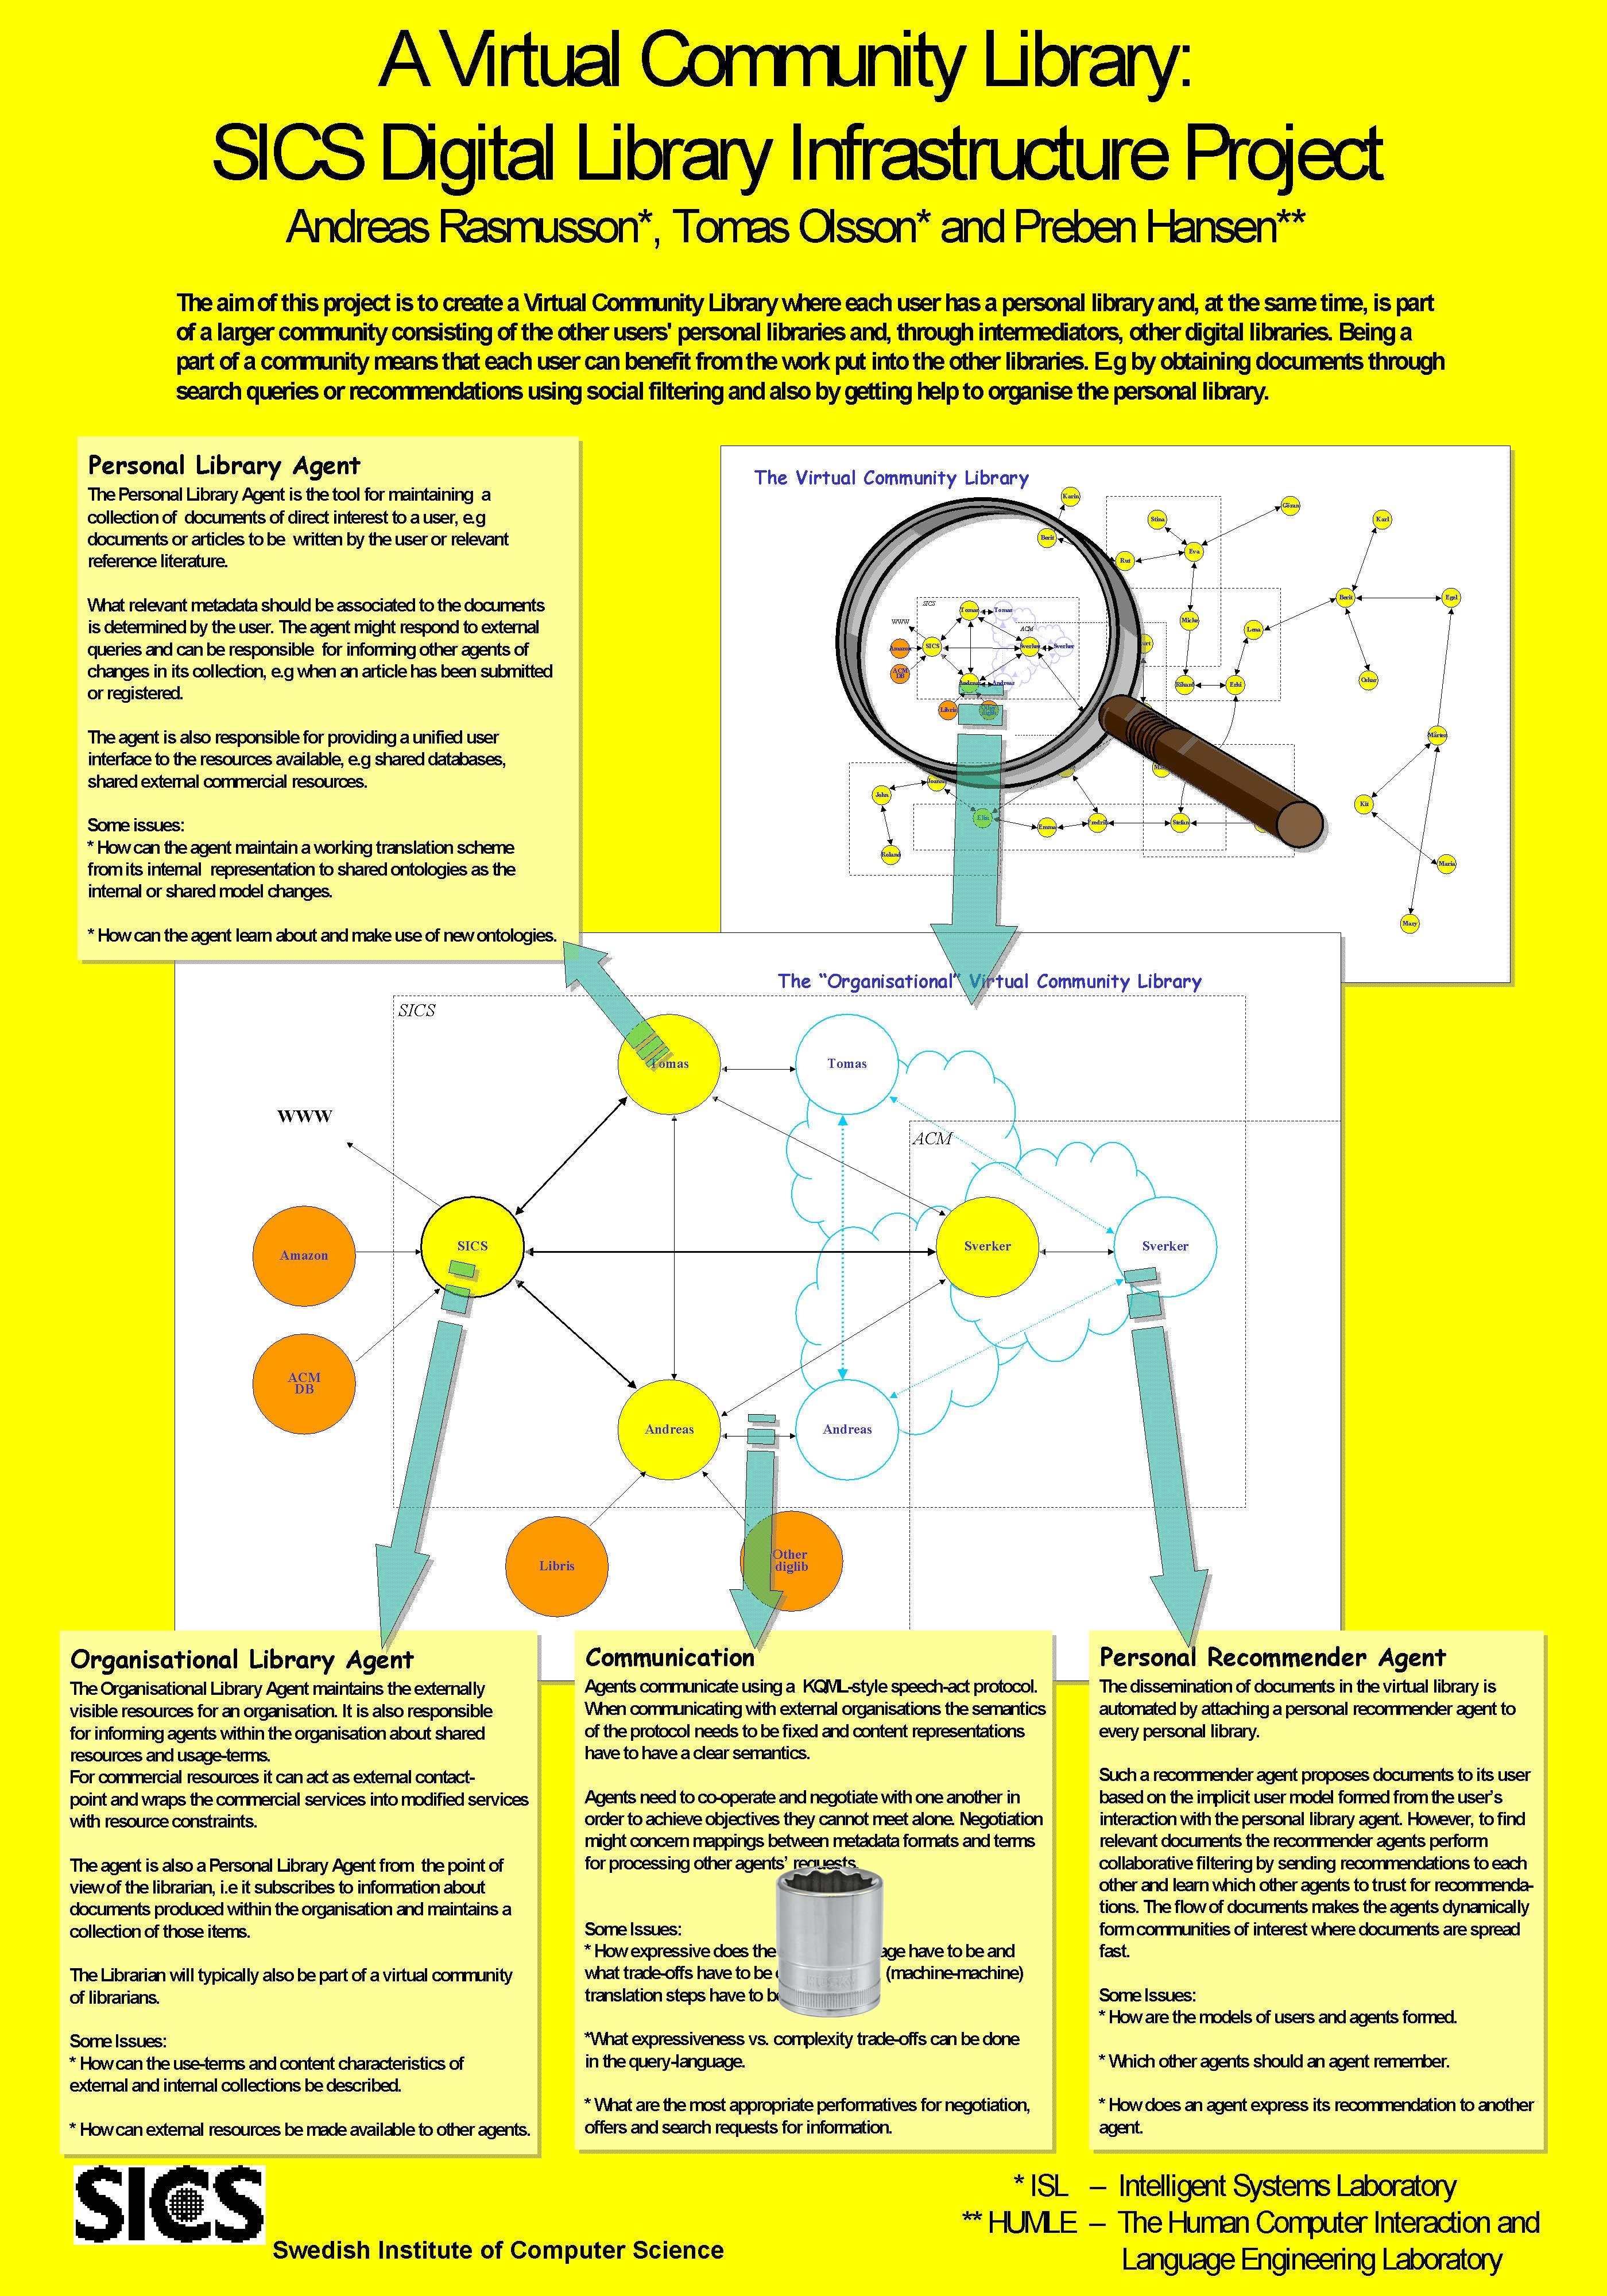 A Virtual Community Library:
SICS Digital Library Infrastructure Project
Andreas Rasmusson*, Tomas Olsson* and Preben Hansen**
The aim of this project is to create a Virtual Community Library where each user has a personal library and, at the same time, is part
of a larger community consisting of the other users' personal libraries and, through intermediators, other digital libraries. Being a
part of a community means that each user can benefit from the work put into the other libraries. E.g by obtaining documents through
search queries or recommendations using social filtering and also by getting help to organise the personal library.
Personal Library Agent
The Personal Library Agent is the tool for maintaining a
collection of documents of direct interest to a user, e.g
documents or articles to be written by the user or relevant
reference literature.
What relevant metadata should be associated to the documents
is determined by the user. The agent might respond to external
queries and can be responsible for informing other agents of
changes in its collection, e.g when an article has been submitted
or registered.
The agent is also responsible for providing a unified user
interface to the resources available, e.g shared databases,
shared external commercial resources.
Some issues:
* How can the agent maintain a working translation scheme
from its internal representation to shared ontologies as the
internal or shared model changes.
* How can the agent learn about and make use of new ontologies.
The Virtual Community Library
Karin
Berit
Stina
Göran
Rut
Eva
Karl
Berit
Egel
Micke
Lena
Rikard
Erki
Oskar
SICS
Tomas
Tomas
WWW
ACM
Amazon
SICS
Sverker
Sverker
ACM
DB
Andreas
Andreas
Libris
Mårten
John
Joanna
Elin
Emma
Fredrik
Stefan
Kit
Roland
Maria
Mary
The “Organisational” Virtual Community Library
SICS
Tomas
Tomas
WWW
ACM
Amazon
SICS
Sverker
Sverker
ACM
DB
Andreas
Andreas
Libris
Other
diglib
Organisational Library Agent
The Organisational Library Agent maintains the externally
visible resources for an organisation. It is also responsible
for informing agents within the organisation about shared
resources and usage-terms.
For commercial resources it can act as external contact-
point and wraps the commercial services into modified services
with resource constraints.
The agent is also a Personal Library Agent from the point of
view of the librarian, i.e it subscribes to information about
documents produced within the organisation and maintains a
collection of those items.
The Librarian will typically also be part of a virtual community
of librarians.
Some Issues:
* How can the use-terms and content characteristics of
external and internal collections be described.
* How can external resources be made available to other agents.
Communication
Agents communicate using a KQML-style speech-act protocol.
When communicating with external organisations the semantics
of the protocol needs to be fixed and content representations
have to have a clear semantics.
Agents need to co-operate and negotiate with one another in
order to achieve objectives they cannot meet alone. Negotiation
might concern mappings between metadata formats and terms
for processing other agents’ requests.
Some Issues:
* How expressive does the have to be and
what trade-offs have to be (machine-machine)
translation steps have to
*What expressiveness vs. complexity trade-offs can be done
in the query-language.
* What are the most appropriate performatives for negotiation,
offers and search requests for information.
Personal Recommender Agent
The dissemination of documents in the virtual library is
automated by attaching a personal recommender agent to
every personal library.
Such a recommender agent proposes documents to its user
based on the implicit user model formed from the user’s
interaction with the personal library agent. However, to find
relevant documents the recommender agents perform
collaborative filtering by sending recommendations to each
other and learn which other agents to trust for recommenda-
tions. The flow of documents makes the agents dynamically
form communities of interest where documents are spread
fast.
Some Issues:
* How are the models of users and agents formed.
* Which other agents should an agent remember.
* How does an agent express its recommendation to another
agent.
SICS
Swedish Institute of Computer Science
* ISL – Intelligent Systems Laboratory
** HUMLE – The Human Computer Interaction and
Language Engineering Laboratory